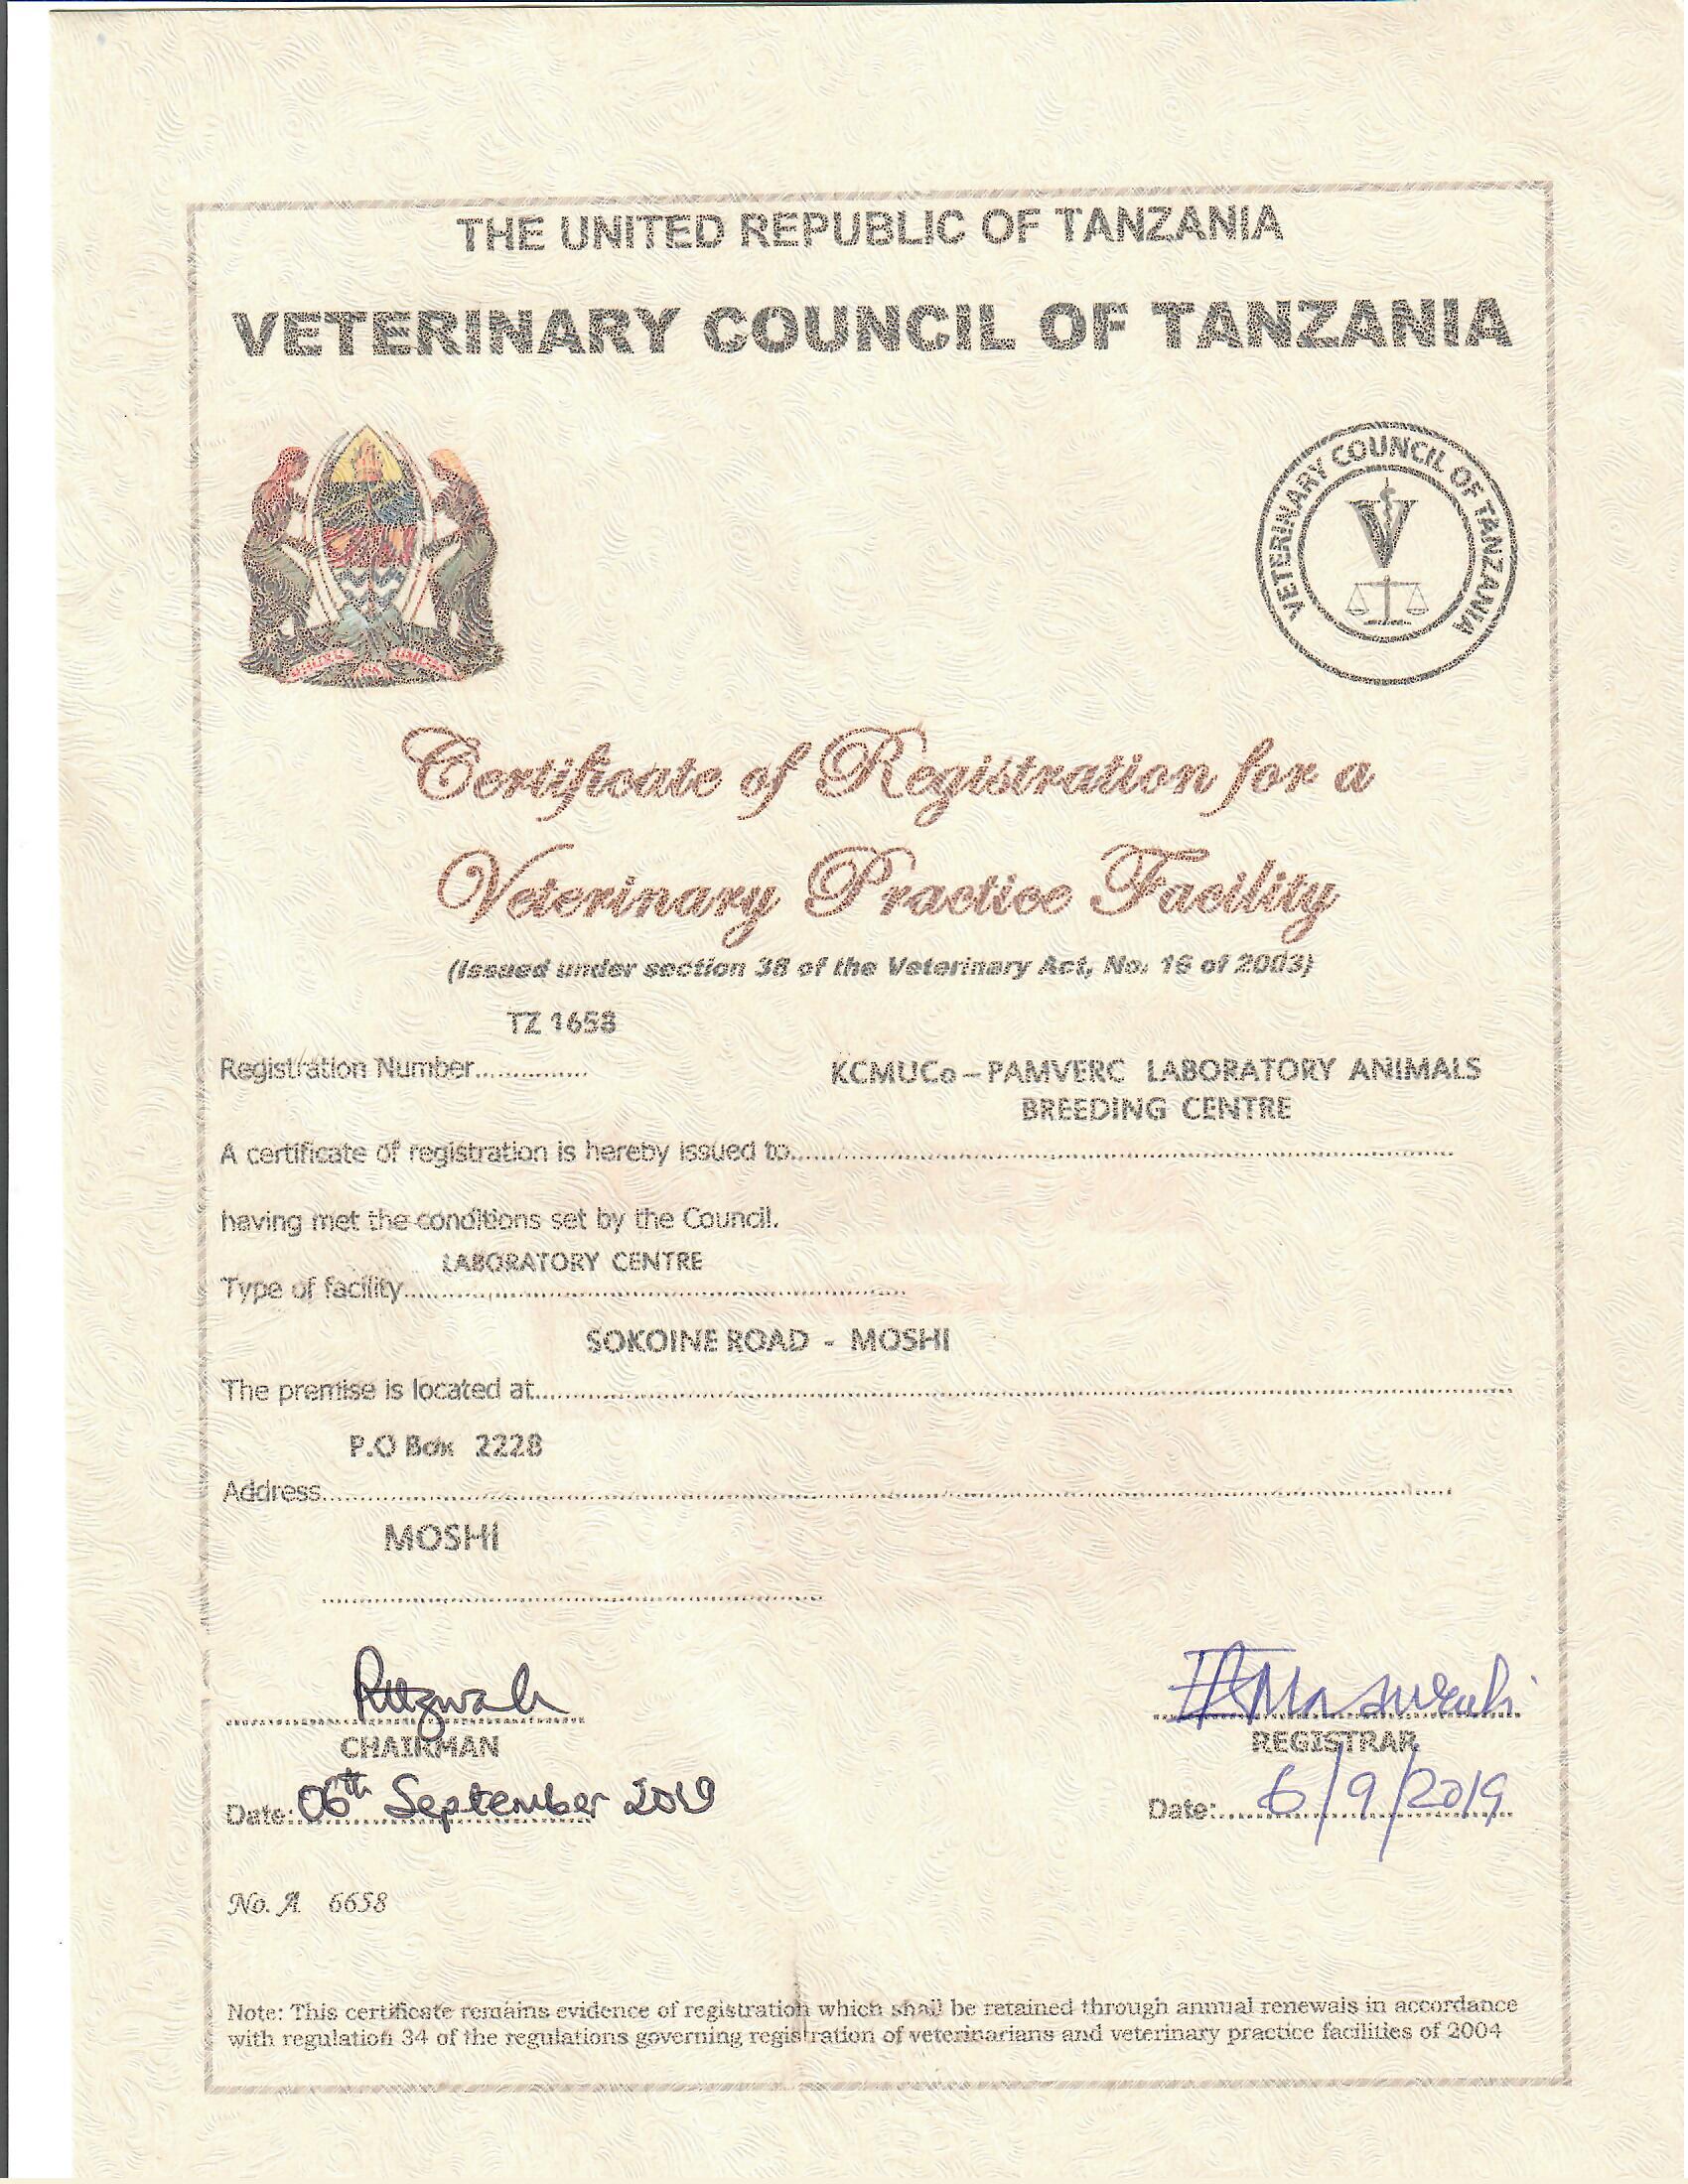 THE UNITED REPUBLIC OF TANZANIA
VETERINARY COUNCIL OF TANZANIA
VETERINARY COUNCIL OF TANZANIA
V
Certificate of Registration for a
Veterinary Practice Facility
(Issued under section 38 of the Veterinary Act, No. 16 of 2003)
TZ 1658
Registration Number...............
KCMUCo – PAMVERC LABORATORY ANIMALS
BREEDING CENTRE
A certificate of registration is hereby issued to...............
having met the conditions set by the Council.
LABORATORY CENTRE
Type of facility...............
SOKOINE ROAD - MOSHI
The premise is located at...............
P.O Box 2228
Address...............
MOSHI
CHAIRMAN
REGISTRAR
Date: 06th September 2019
Date: 6/9/2019
No. A 6658
Note: This certificate remains evidence of registration which shall be retained through annual renewals in accordance
with regulation 34 of the regulations governing registration of veterinarians and veterinary practice facilities of 2004